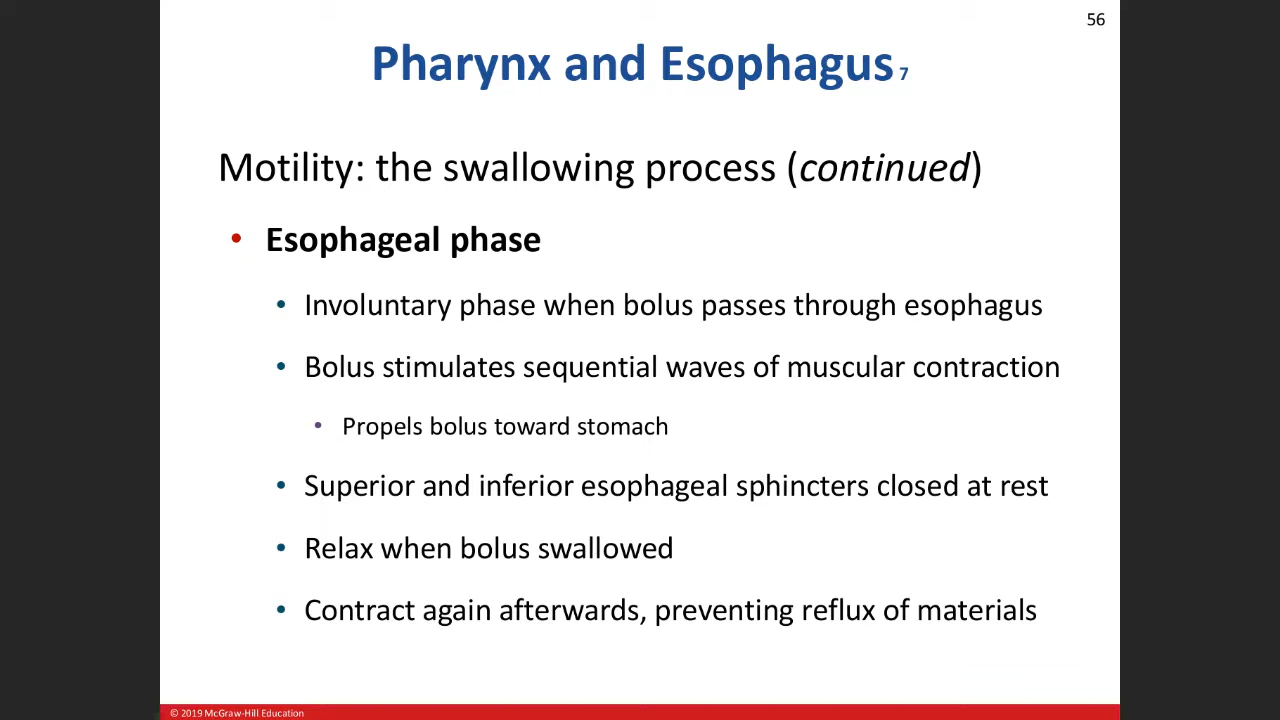 56
Pharynx and Esophagus 7
Motility: the swallowing process (continued)
• Esophageal phase
• Involuntary phase when bolus passes through esophagus
• Bolus stimulates sequential waves of muscular contraction
• Propels bolus toward stomach
• Superior and inferior esophageal sphincters closed at rest
• Relax when bolus swallowed
• Contract again afterwards, preventing reflux of materials
© 2019 McGraw-Hill Education